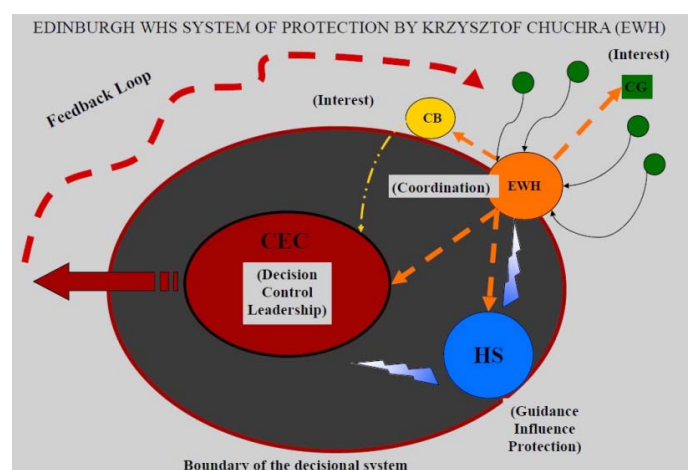 EDINBURGH WHS SYSTEM OF PROTECTION BY KRZYSZTOF CHUCHRA (EWH)
(Interest)
CG
Feedback Loop
(Interest)
CB
(Coordination)
EWH
CEC
(Decision
Control
Leadership)
HS
(Guidance
Influence
Protection)
Boundary of the decisional system